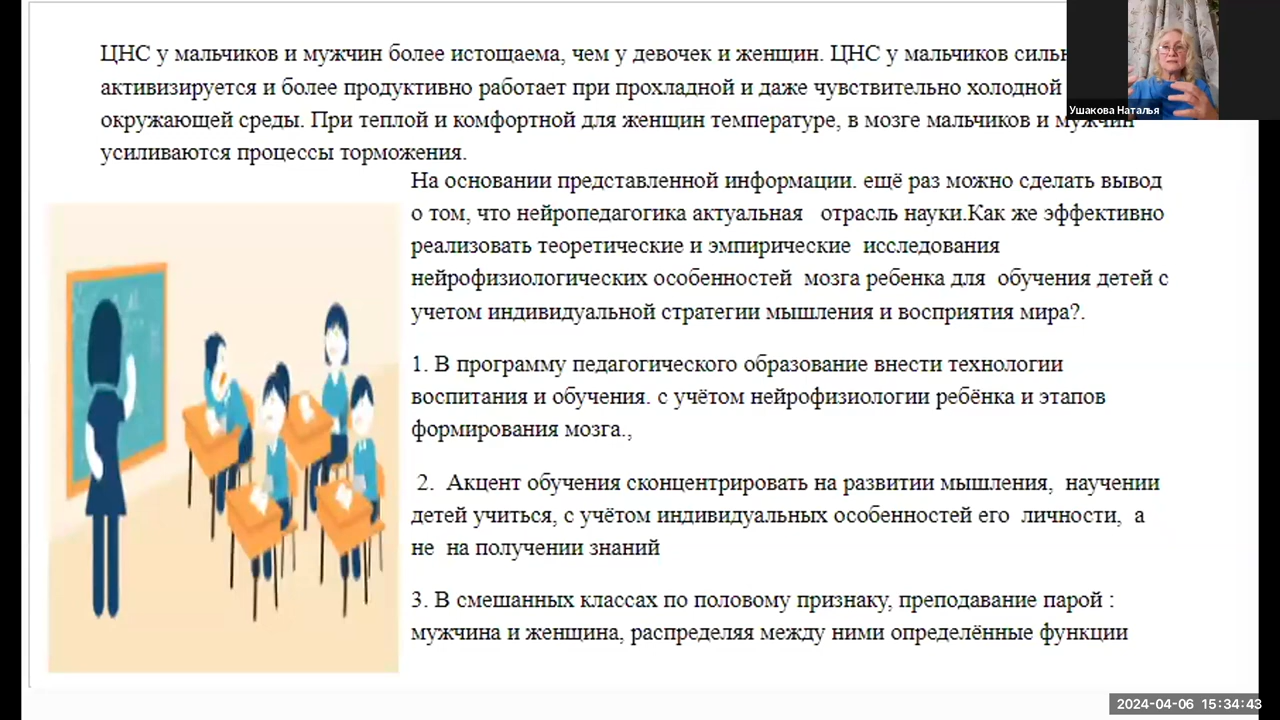 ЦНС у мальчиков и мужчин более истощаема, чем у девочек и женщин. ЦНС у мальчиков
активизируется и более продуктивно работает при прохладной и даже чувствительно холодной
окружающей среды. При теплой и комфортной для женщин температуре, в мозге мальчиков и мужчин
усиливаются процессы торможения.
На основании представленной информации. ещё раз можно сделать вывод
о том, что нейропедагогика актуальная отрасль науки.Как же эффективно
реализовать теоретические и эмпирические исследования
нейрофизиологических особенностей мозга ребенка для обучения детей с
учетом индивидуальной стратегии мышления и восприятия мира?.
1. В программу педагогического образование внести технологии
воспитания и обучения. с учётом нейрофизиологии ребёнка и этапов
формирования мозга.,
2. Акцент обучения сконцентрировать на развитии мышления, научении
детей учиться, с учётом индивидуальных особенностей его личности, а
не на получении знаний
3. В смешанных классах по половому признаку, преподавание парой :
мужчина и женщина, распределяя между ними определённые функции
Ушакова Наталья
2024-04-06 15:34:43